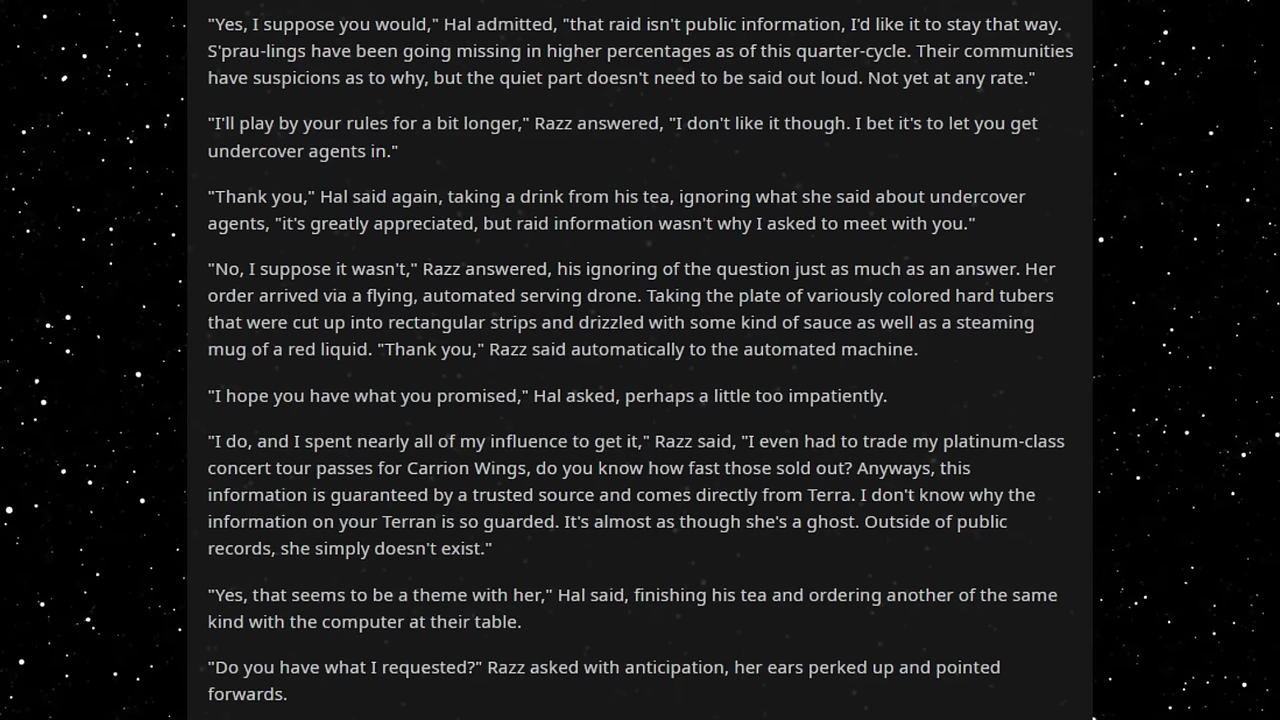 "Yes, I suppose you would," Hal admitted, "that raid isn't public information, I'd like it to stay that way.
S'prau-lings have been going missing in higher percentages as of this quarter-cycle. Their communities
have suspicions as to why, but the quiet part doesn't need to be said out loud. Not yet at any rate."
"I'll play by your rules for a bit longer," Razz answered, "I don't like it though. I bet it's to let you get
undercover agents in."
"Thank you," Hal said again, taking a drink from his tea, ignoring what she said about undercover
agents, "it's greatly appreciated, but raid information wasn't why I asked to meet with you."
"No, I suppose it wasn't," Razz answered, his ignoring of the question just as much as an answer. Her
order arrived via a flying, automated serving drone. Taking the plate of variously colored hard tubers
that were cut up into rectangular strips and drizzled with some kind of sauce as well as a steaming
mug of a red liquid. "Thank you," Razz said automatically to the automated machine.
"I hope you have what you promised," Hal asked, perhaps a little too impatiently.
"I do, and I spent nearly all of my influence to get it," Razz said, "I even had to trade my platinum-class
concert tour passes for Carrion Wings, do you know how fast those sold out? Anyways, this
information is guaranteed by a trusted source and comes directly from Terra. I don't know why the
information on your Terran is so guarded. It's almost as though she's a ghost. Outside of public
records, she simply doesn't exist."
"Yes, that seems to be a theme with her," Hal said, finishing his tea and ordering another of the same
kind with the computer at their table.
"Do you have what I requested?" Razz asked with anticipation, her ears perked up and pointed
forwards.